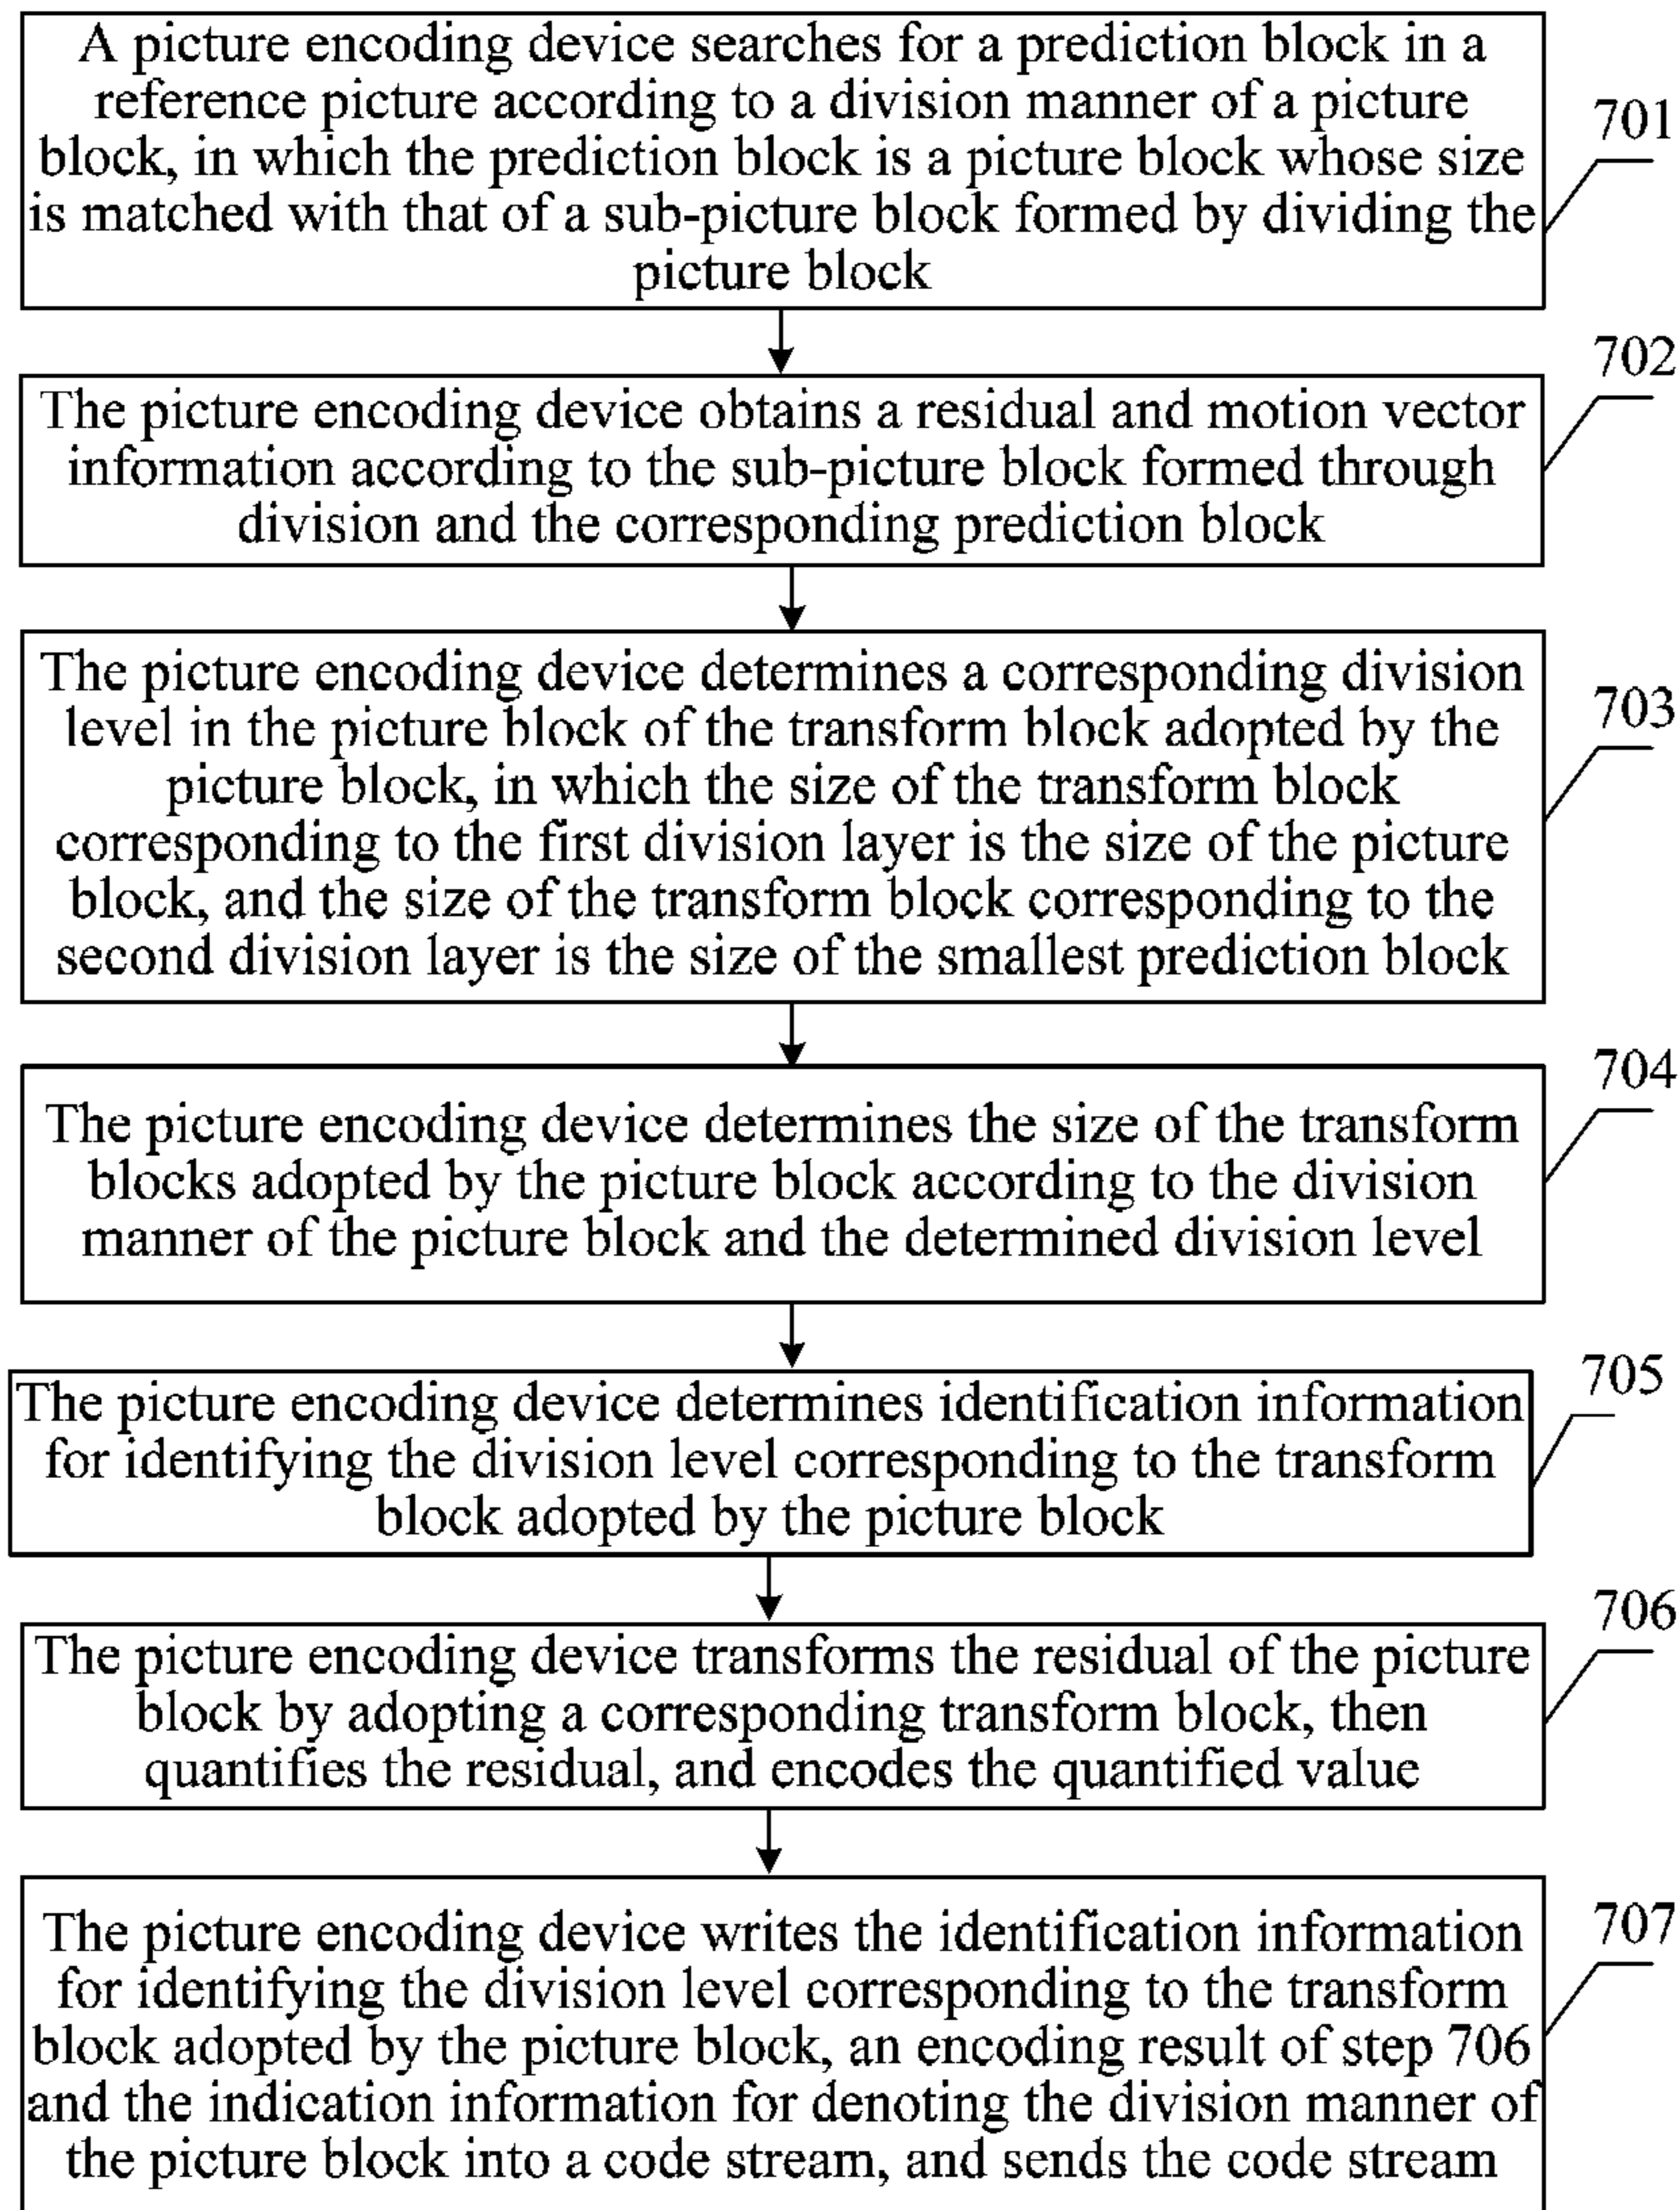 A picture encoding device searches for a prediction block in a
reference picture according to a division manner of a picture
block, in which the prediction block is a picture block whose size
is matched with that of a sub-picture block formed by dividing the
picture block
701
The picture encoding device obtains a residual and motion vector
information according to the sub-picture block formed through
division and the corresponding prediction block
702
The picture encoding device determines a corresponding division
level in the picture block of the transform block adopted by the
picture block, in which the size of the transform block
corresponding to the first division layer is the size of the picture
block, and the size of the transform block corresponding to the
second division layer is the size of the smallest prediction block
703
The picture encoding device determines the size of the transform
blocks adopted by the picture block according to the division
manner of the picture block and the determined division level
704
The picture encoding device determines identification information
for identifying the division level corresponding to the transform
block adopted by the picture block
705
The picture encoding device transforms the residual of the picture
block by adopting a corresponding transform block, then
quantifies the residual, and encodes the quantified value
706
The picture encoding device writes the identification information
for identifying the division level corresponding to the transform
block adopted by the picture block, an encoding result of step 706
and the indication information for denoting the division manner of
the picture block into a code stream, and sends the code stream
707